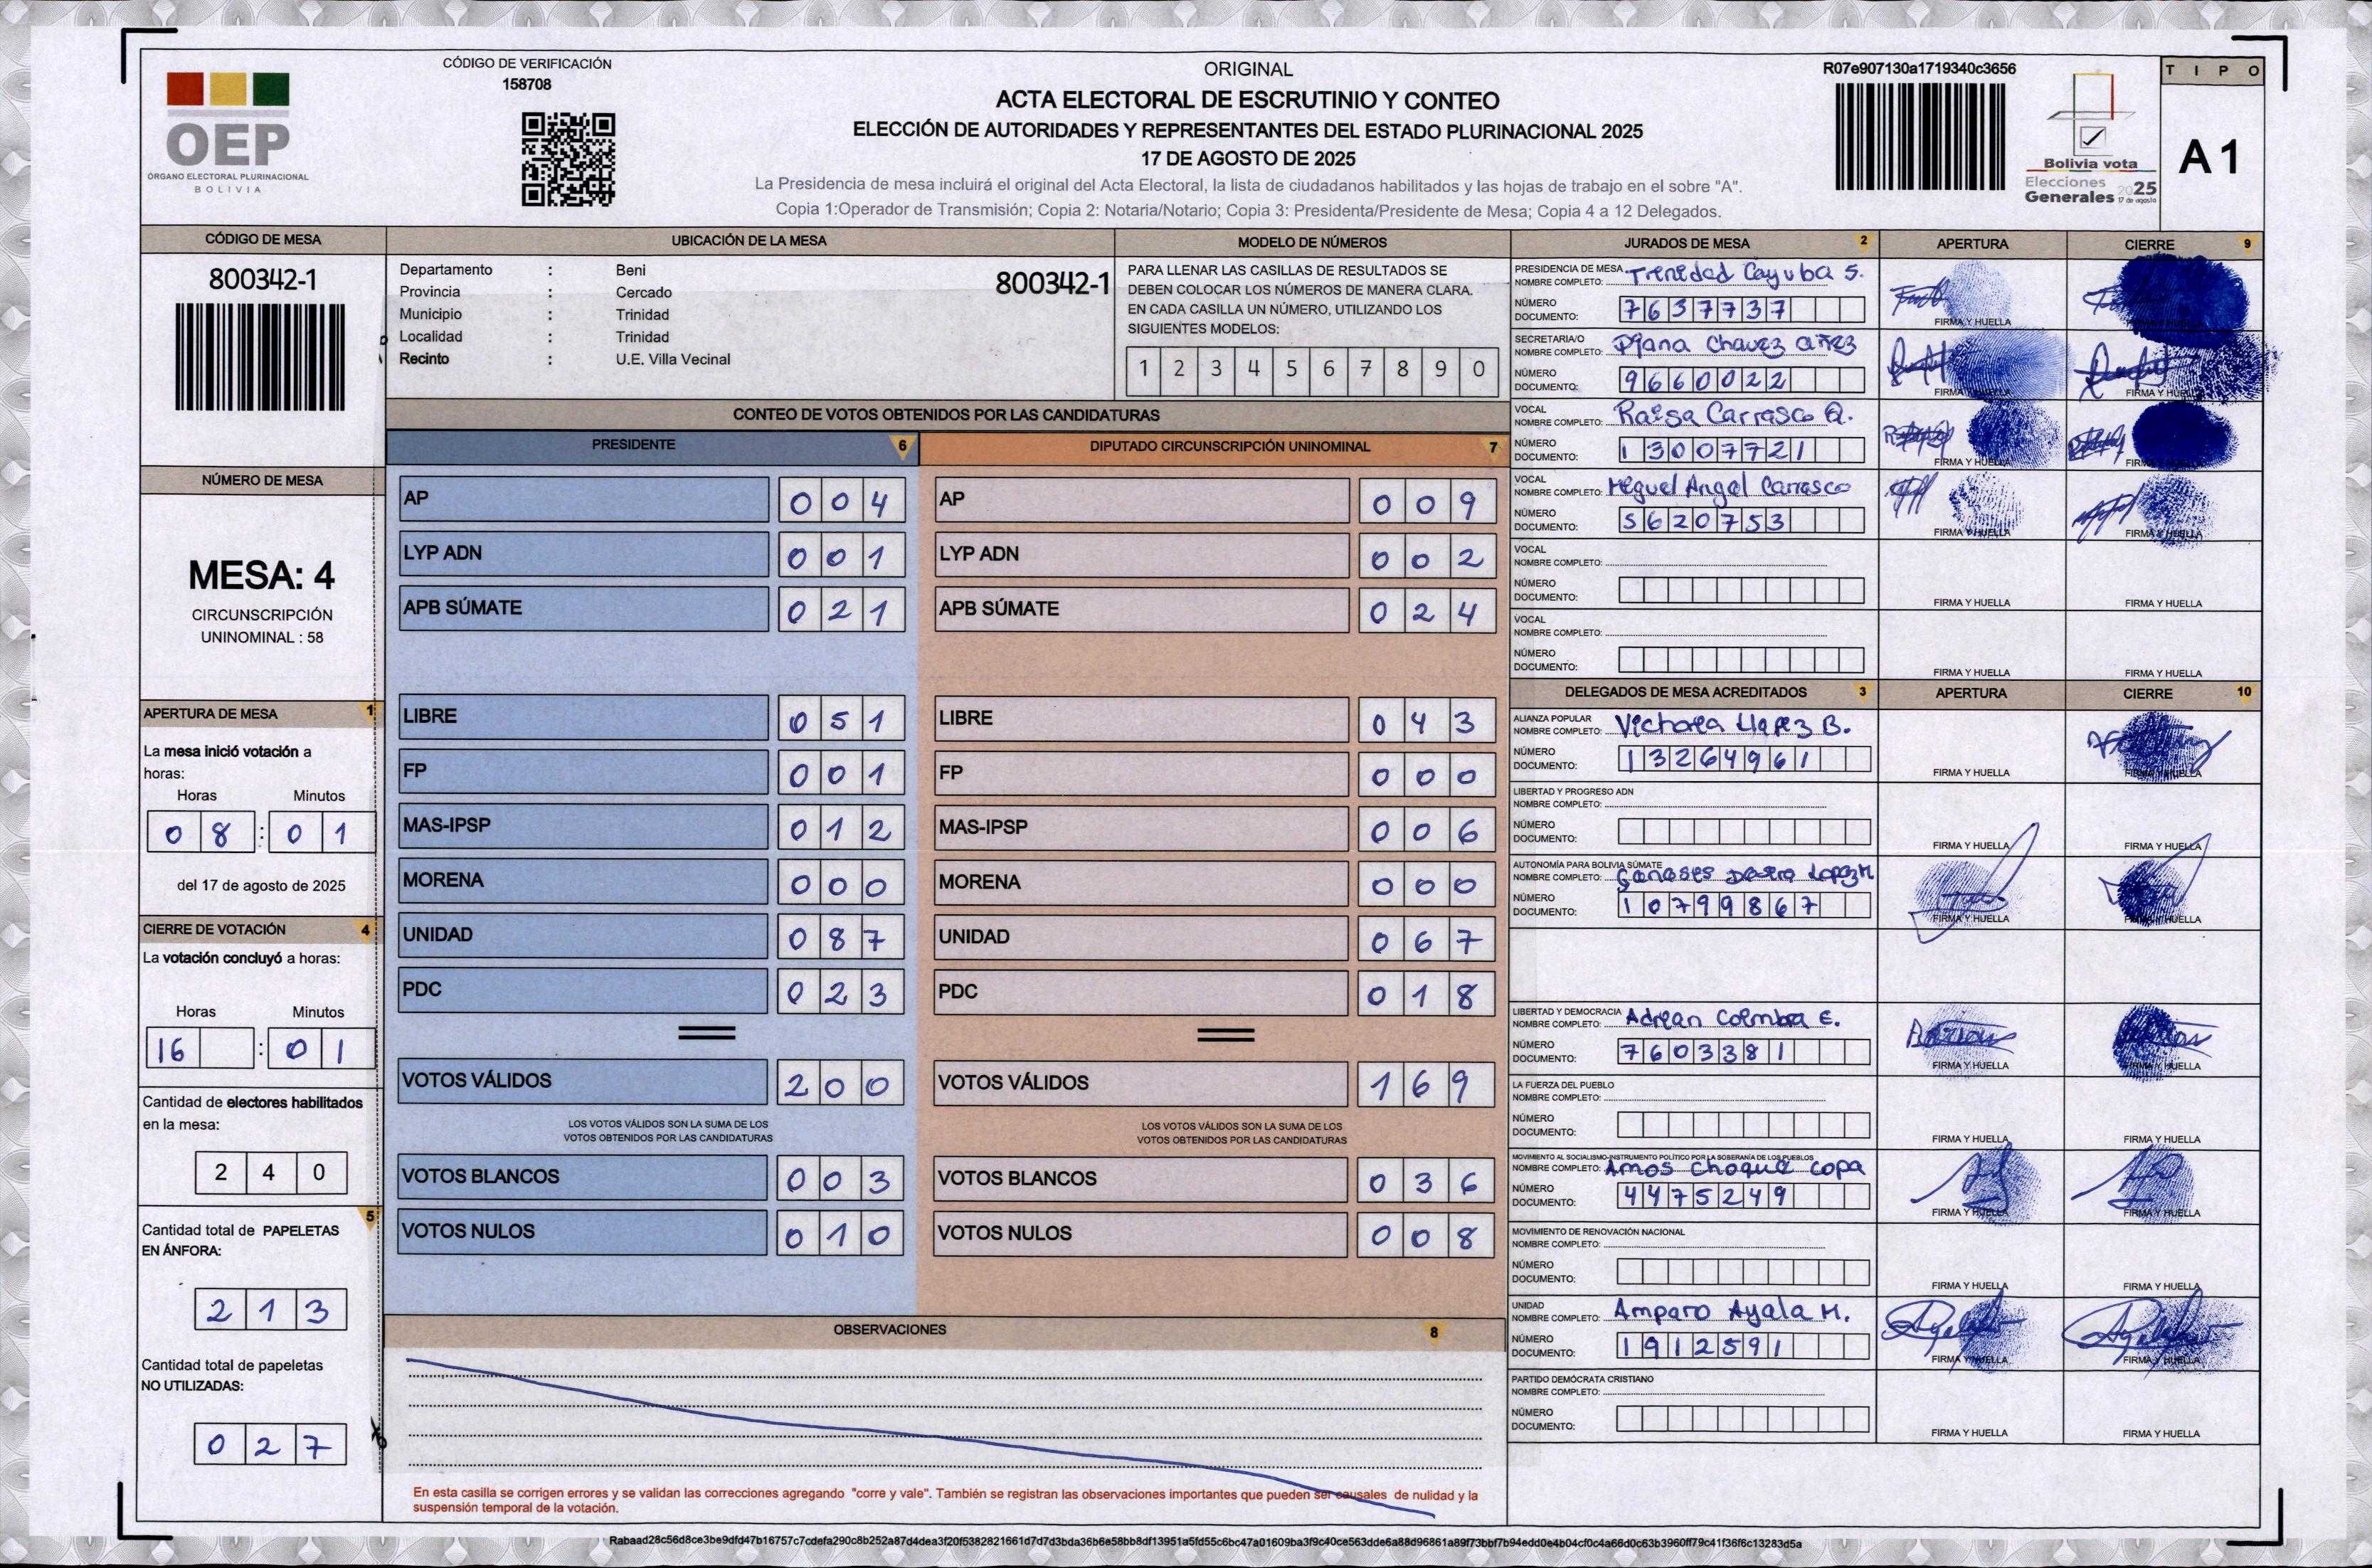 CÓDIGO DE VERIFICACIÓN
158708
OEP
ÓRGANO ELECTORAL PLURINACIONAL
BOLIVIA
ORIGINAL
ACTA ELECTORAL DE ESCRUTINIO Y CONTEO
ELECCIÓN DE AUTORIDADES Y REPRESENTANTES DEL ESTADO PLURINACIONAL 2025
17 DE AGOSTO DE 2025
La Presidencia de mesa incluirá el original del Acta Electoral, la lista de ciudadanos habilitados y las hojas de trabajo en el sobre "A".
Copia 1:Operador de Transmisión; Copia 2: Notaria/Notario; Copia 3: Presidenta/Presidente de Mesa; Copia 4 a 12 Delegados.
R07e907130a1719340c3656
Bolivia vota
Elecciones
Generales 2025
17 de agosto
TIPO
A1
CÓDIGO DE MESA
800342-1
NÚMERO DE MESA
MESA: 4
CIRCUNSCRIPCIÓN
UNINOMINAL : 58
APERTURA DE MESA 1
La mesa inició votación a
horas:
Horas Minutos
08 : 01
del 17 de agosto de 2025
CIERRE DE VOTACIÓN 4
La votación concluyó a horas:
Horas Minutos
16 : 01
Cantidad de electores habilitados
en la mesa:
240
5
Cantidad total de PAPELETAS
EN ÁNFORA:
213
Cantidad total de papeletas
NO UTILIZADAS:
027
UBICACIÓN DE LA MESA
Departamento : Beni
800342-1
Provincia : Cercado
Municipio : Trinidad
Localidad : Trinidad
Recinto : U.E. Villa Vecinal
MODELO DE NÚMEROS
PARA LLENAR LAS CASILLAS DE RESULTADOS SE
DEBEN COLOCAR LOS NÚMEROS DE MANERA CLARA.
EN CADA CASILLA UN NÚMERO, UTILIZANDO LOS
SIGUIENTES MODELOS:
1 2 3 4 5 6 7 8 9 0
CONTEO DE VOTOS OBTENIDOS POR LAS CANDIDATURAS
PRESIDENTE 6
AP 004
LYP ADN 001
APB SÚMATE 021
LIBRE 051
FP 001
MAS-IPSP 012
MORENA 000
UNIDAD 087
PDC 023
VOTOS VÁLIDOS 200
LOS VOTOS VÁLIDOS SON LA SUMA DE LOS
VOTOS OBTENIDOS POR LAS CANDIDATURAS
VOTOS BLANCOS 003
VOTOS NULOS 010
DIPUTADO CIRCUNSCRIPCIÓN UNINOMINAL 7
AP 009
LYP ADN 002
APB SÚMATE 024
LIBRE 043
FP 000
MAS-IPSP 006
MORENA 000
UNIDAD 067
PDC 018
VOTOS VÁLIDOS 169
LOS VOTOS VÁLIDOS SON LA SUMA DE LOS
VOTOS OBTENIDOS POR LAS CANDIDATURAS
VOTOS BLANCOS 036
VOTOS NULOS 008
OBSERVACIONES 8
En esta casilla se corrigen errores y se validan las correcciones agregando "corre y vale". También se registran las observaciones importantes que pueden ser causales de nulidad y la
suspensión temporal de la votación.
JURADOS DE MESA 2 APERTURA CIERRE 9
PRESIDENCIA DE MESA
NOMBRE COMPLETO: Trenedad Cayuba S.
NÚMERO
DOCUMENTO: 7637737
FIRMA Y HUELLA
SECRETARIA/O
NOMBRE COMPLETO: Chavez
NÚMERO
DOCUMENTO: 9660022
FIRMA Y HUELLA FIRMA Y HUELLA
VOCAL
NOMBRE COMPLETO: Raisa Carrasco Q.
NÚMERO
DOCUMENTO: 13007721
FIRMA Y HUELLA FIRMA
VOCAL
NOMBRE COMPLETO: Meguel Angel Carrasco
NÚMERO
DOCUMENTO: 5620753
FIRMA Y HUELLA FIRMA Y HUELLA
VOCAL
NOMBRE COMPLETO:
NÚMERO
DOCUMENTO:
FIRMA Y HUELLA FIRMA Y HUELLA
VOCAL
NOMBRE COMPLETO:
NÚMERO
DOCUMENTO:
FIRMA Y HUELLA FIRMA Y HUELLA
DELEGADOS DE MESA ACREDITADOS 3 APERTURA CIERRE 10
ALIANZA POPULAR
NOMBRE COMPLETO: B.
NÚMERO
DOCUMENTO: 13264961
FIRMA Y HUELLA FIRMA Y HUELLA
LIBERTAD Y PROGRESO ADN
NOMBRE COMPLETO:
NÚMERO
DOCUMENTO:
FIRMA Y HUELLA FIRMA Y HUELLA
AUTONOMÍA PARA BOLIVIA SÚMATE
NOMBRE COMPLETO:
NÚMERO
DOCUMENTO: 10799867
FIRMA Y HUELLA FIRMA Y HUELLA
LIBERTAD Y DEMOCRACIA
NOMBRE COMPLETO: Adrean Coembra E.
NÚMERO
DOCUMENTO: 7603381
FIRMA Y HUELLA FIRMA Y HUELLA
LA FUERZA DEL PUEBLO
NOMBRE COMPLETO:
NÚMERO
DOCUMENTO:
FIRMA Y HUELLA FIRMA Y HUELLA
MOVIMIENTO AL SOCIALISMO-INSTRUMENTO POLÍTICO POR LA SOBERANÍA DE LOS PUEBLOS
NOMBRE COMPLETO: Amos choque copa
NÚMERO
DOCUMENTO: 4475249
FIRMA Y HUELLA FIRMA Y HUELLA
MOVIMIENTO DE RENOVACIÓN NACIONAL
NOMBRE COMPLETO:
NÚMERO
DOCUMENTO:
FIRMA Y HUELLA FIRMA Y HUELLA
UNIDAD
NOMBRE COMPLETO: Amparo Ayala M.
NÚMERO
DOCUMENTO: 1912591
FIRMA Y HUELLA FIRMA Y HUELLA
PARTIDO DEMÓCRATA CRISTIANO
NOMBRE COMPLETO:
NÚMERO
DOCUMENTO:
FIRMA Y HUELLA FIRMA Y HUELLA